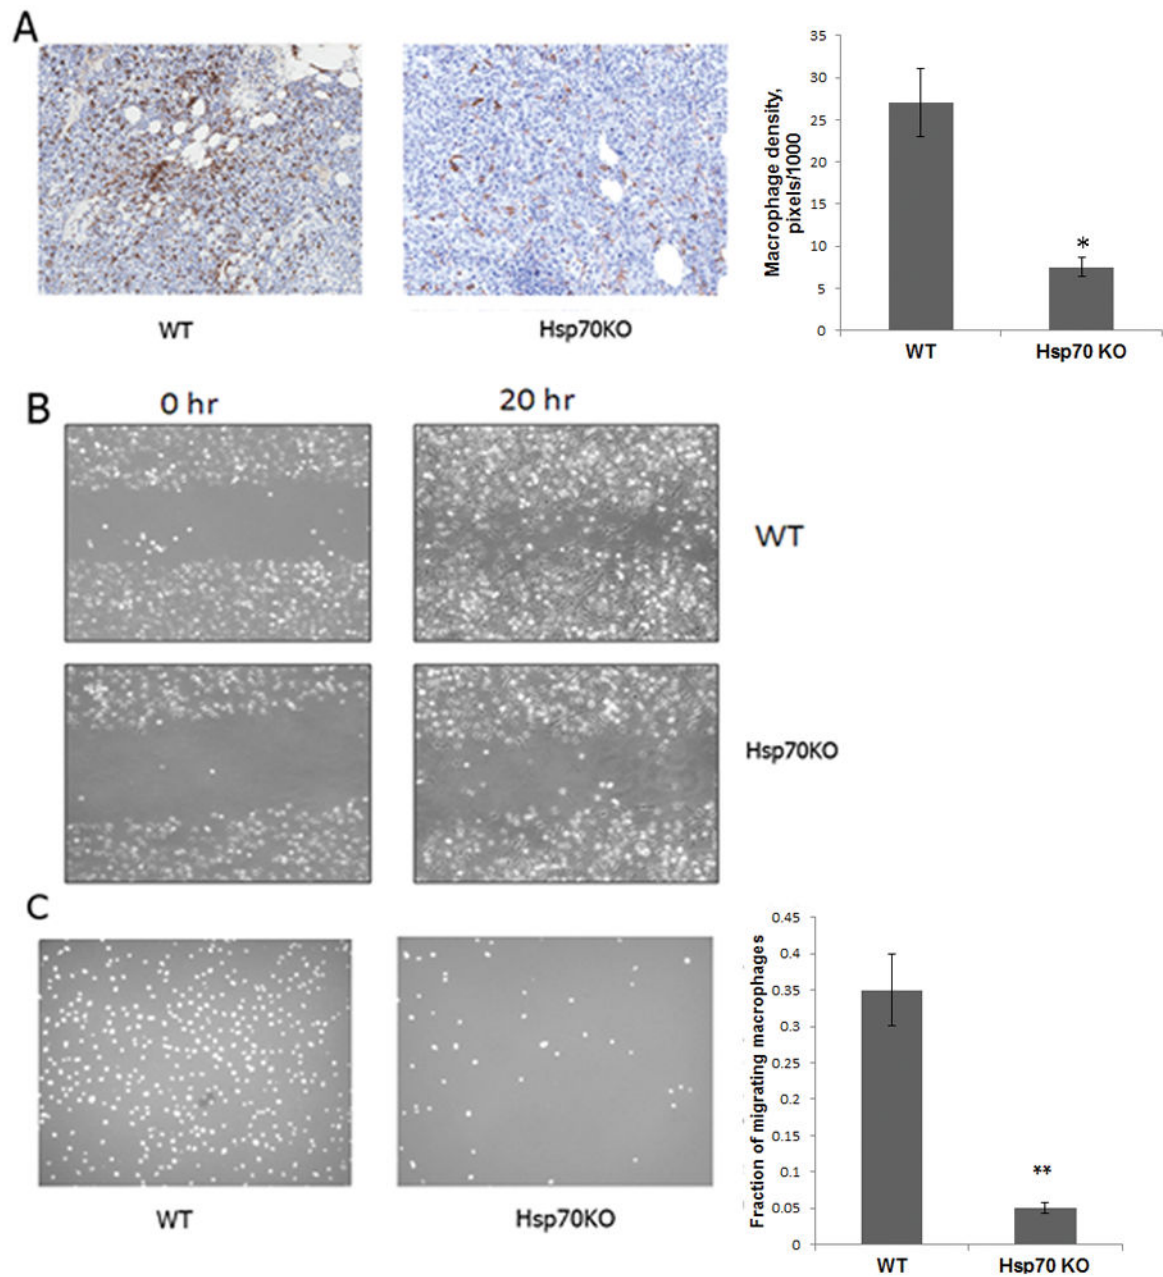 A
WT
Hsp70KO
Macrophage density,
pixels/1000
35
30
25
20
15
10
5
0
*
WT
Hsp70 KO
B
0 hr
20 hr
WT
Hsp70KO
C
WT
Hsp70KO
Fraction of migrating macrophages
0.45
0.4
0.35
0.3
0.25
0.2
0.15
0.1
0.05
0
**
WT
Hsp70 KO